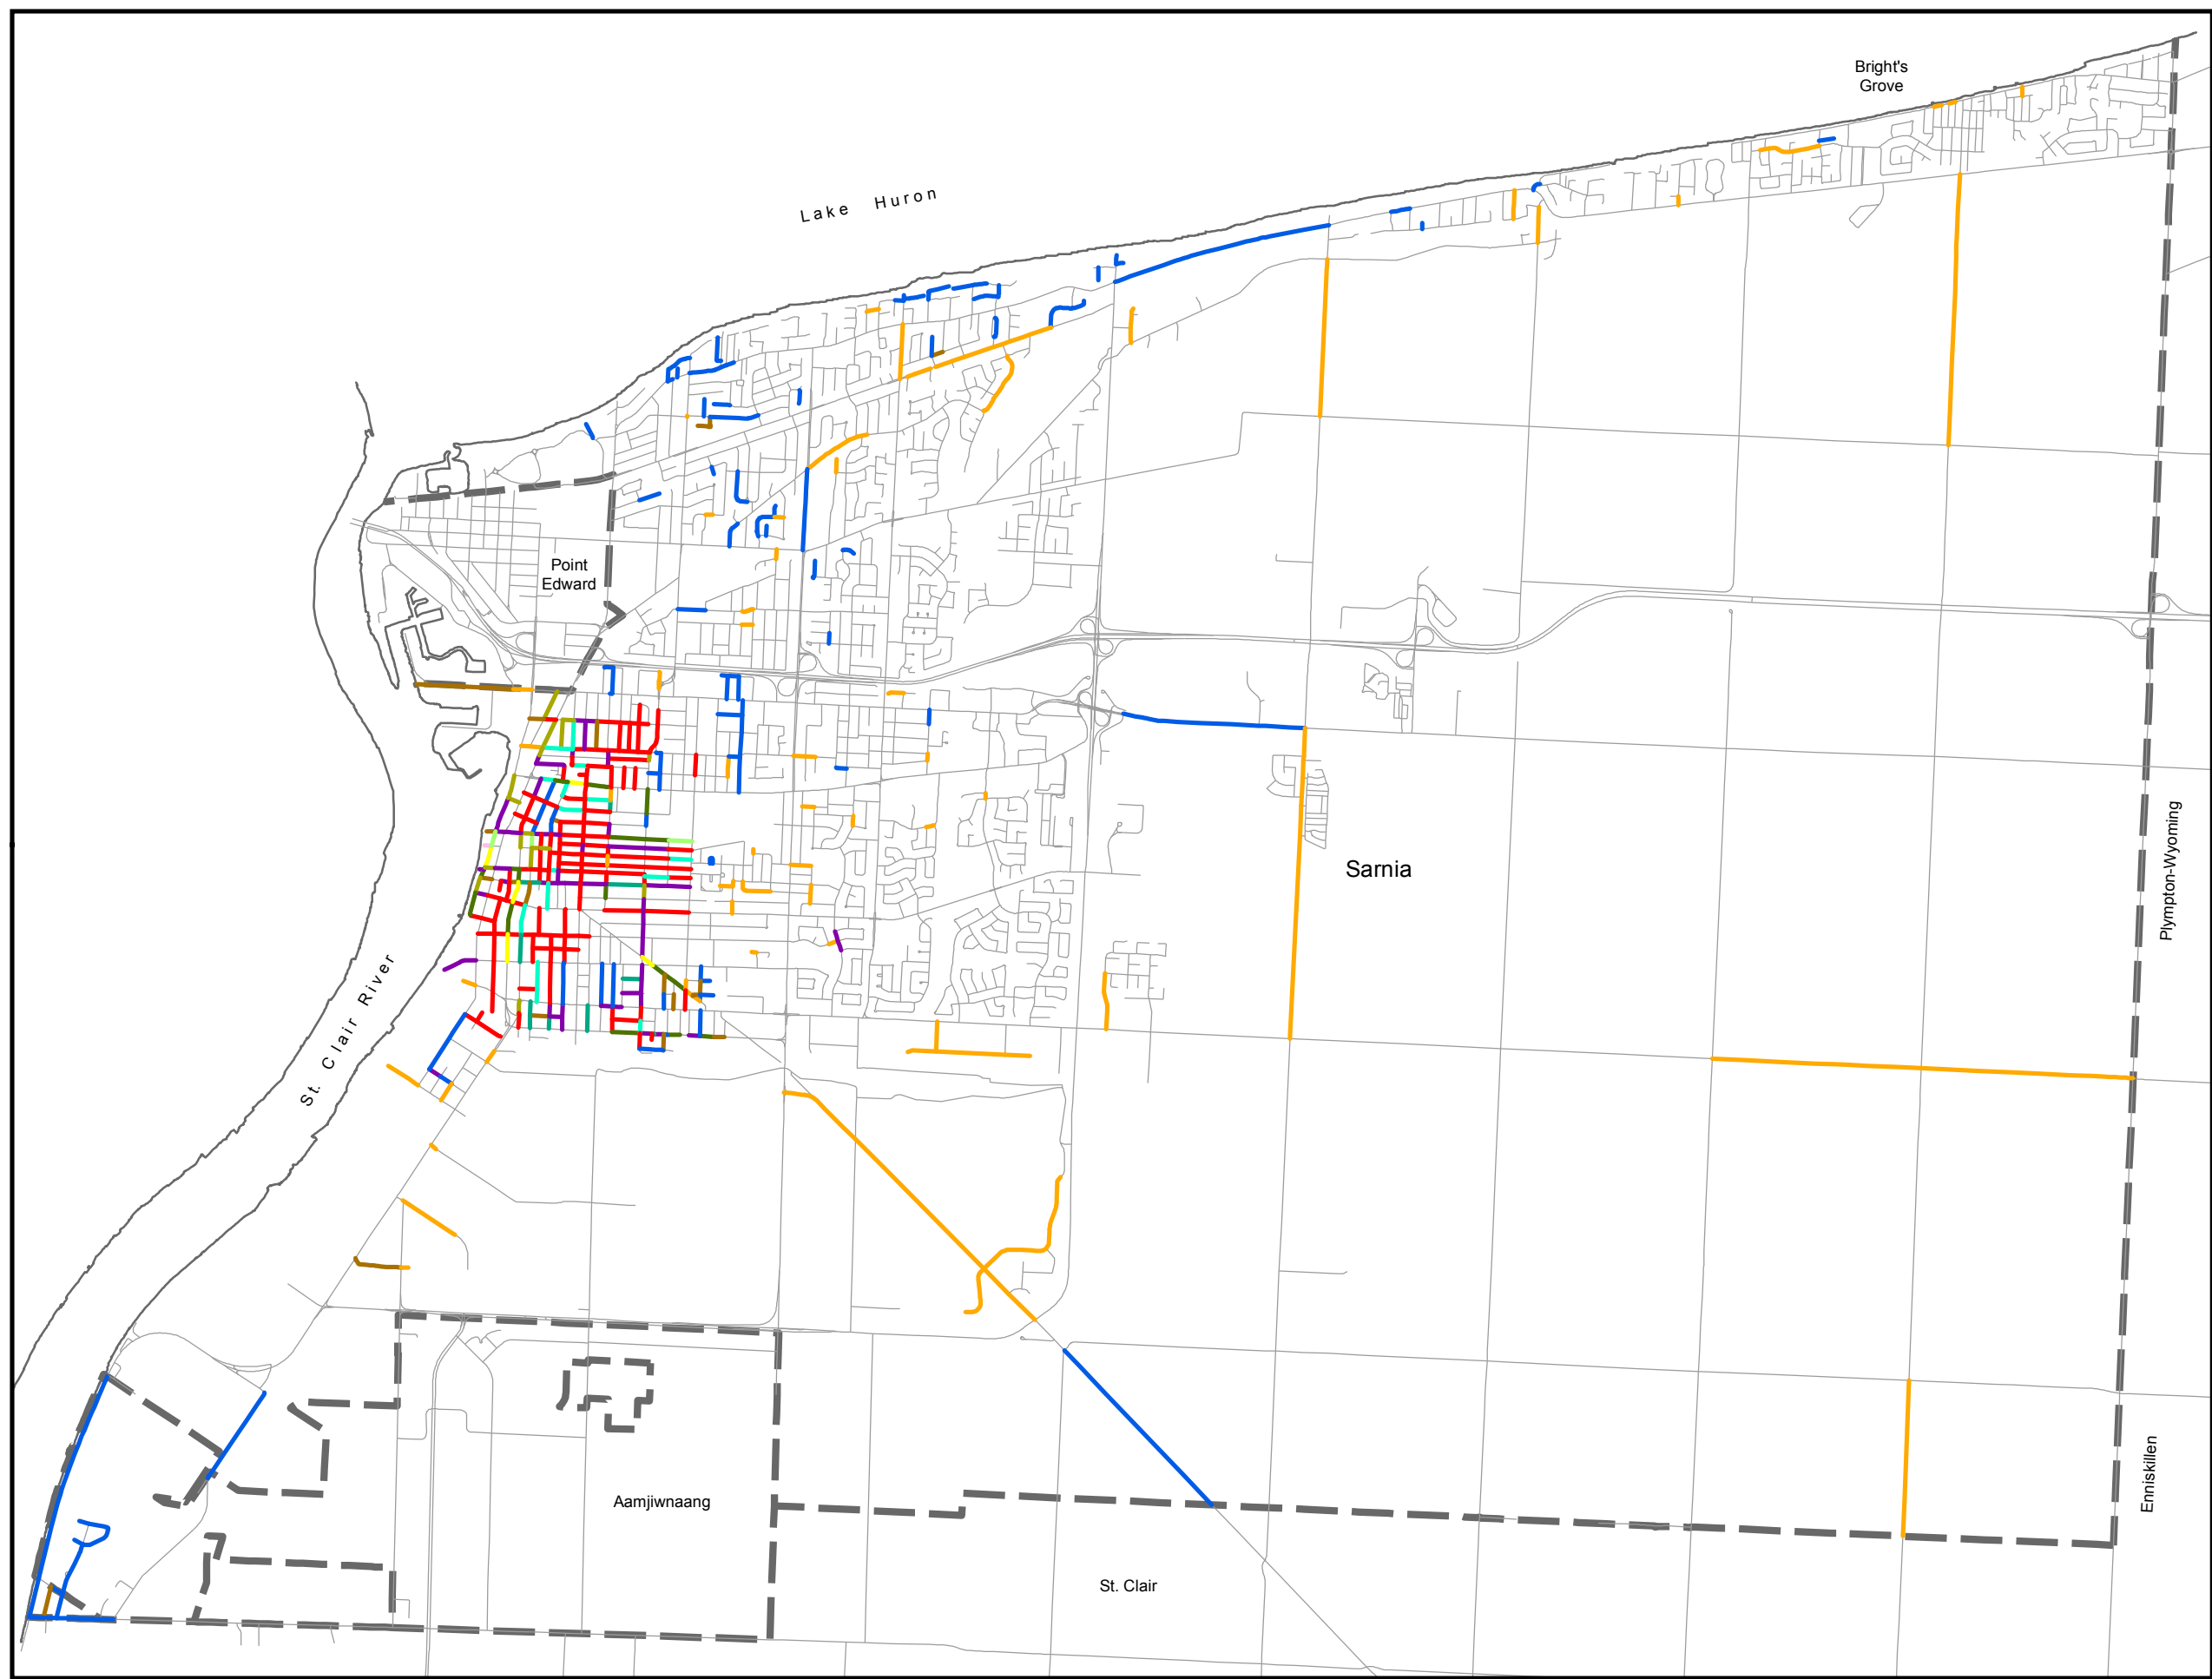 Bright's
Grove
Lake Huron
Point
Edward
Sarnia
Plympton-Wyoming
St. Clair River
Enniskillen
Aamjiwnaang
St. Clair